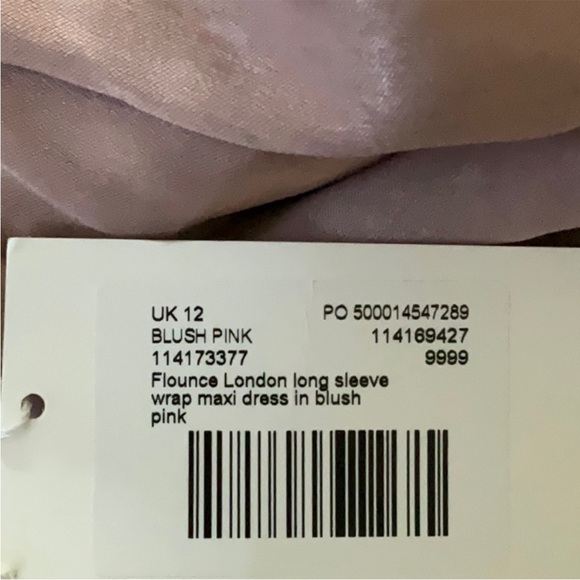 UK 12 PO 500014547289
BLUSH PINK 114169427
114173377 9999
Flounce London long sleeve
wrap maxi dress in blush
pink